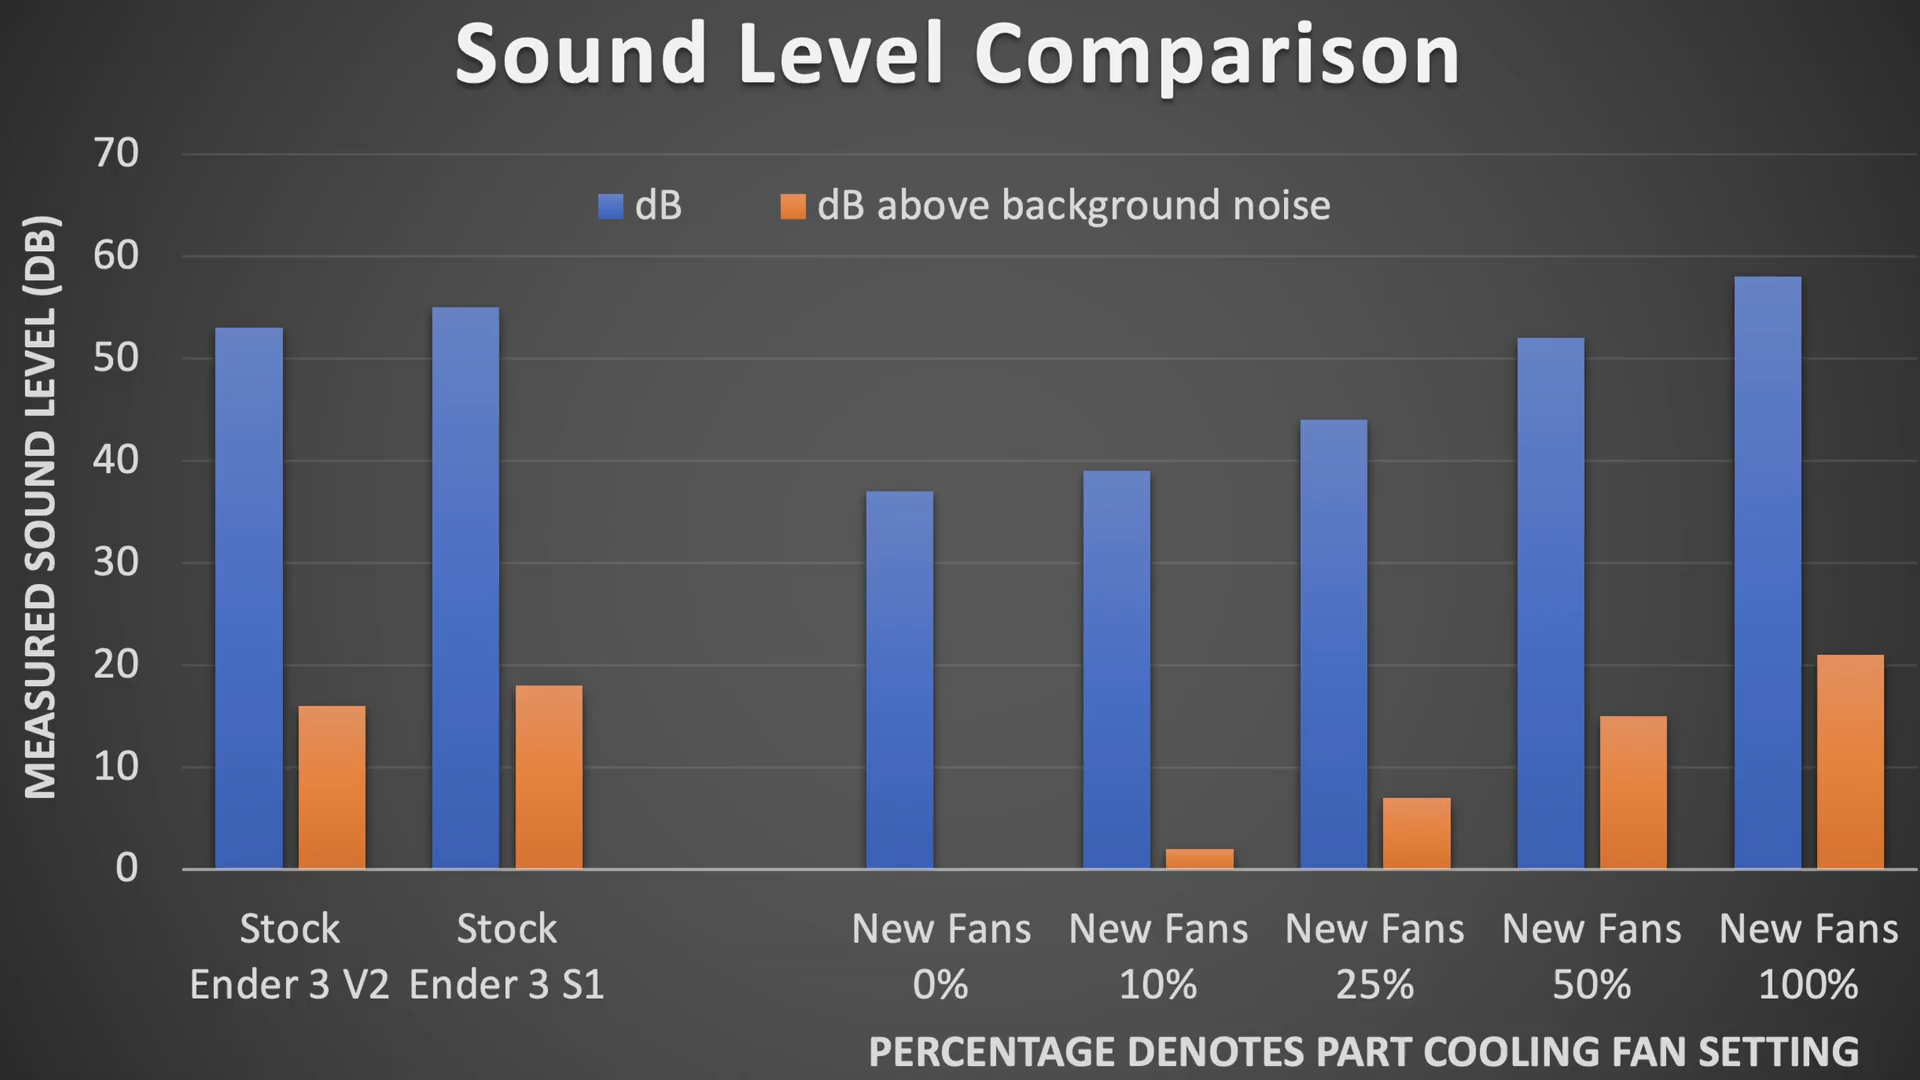 Sound Level Comparison
dB
dB above background noise
MEASURED SOUND LEVEL (DB)
70
60
50
40
30
20
10
0
Stock
Ender 3 V2
Stock
Ender 3 S1
New Fans
0%
New Fans
10%
New Fans
25%
New Fans
50%
New Fans
100%
PERCENTAGE DENOTES PART COOLING FAN SETTING